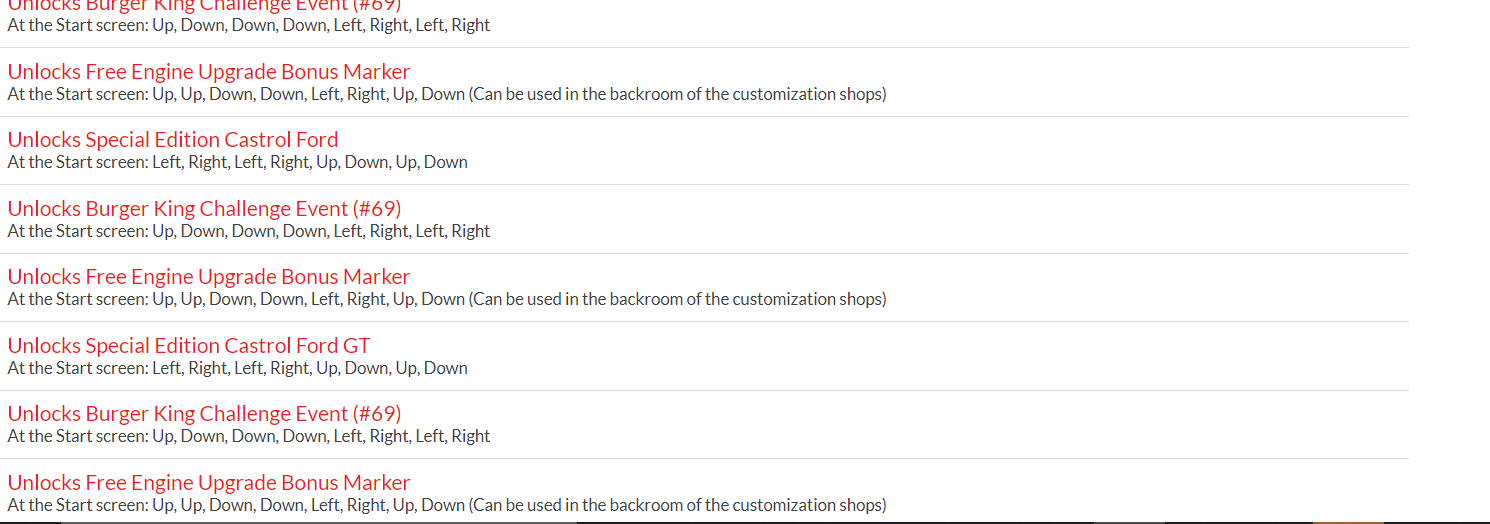 Unlocks Burger King Challenge Event (#69)
At the Start screen: Up, Down, Down, Down, Left, Right, Left, Right
Unlocks Free Engine Upgrade Bonus Marker
At the Start screen: Up, Up, Down, Down, Left, Right, Up, Down (Can be used in the backroom of the customization shops)
Unlocks Special Edition Castrol Ford
At the Start screen: Left, Right, Left, Right, Up, Down, Up, Down
Unlocks Burger King Challenge Event (#69)
At the Start screen: Up, Down, Down, Down, Left, Right, Left, Right
Unlocks Free Engine Upgrade Bonus Marker
At the Start screen: Up, Up, Down, Down, Left, Right, Up, Down (Can be used in the backroom of the customization shops)
Unlocks Special Edition Castrol Ford GT
At the Start screen: Left, Right, Left, Right, Up, Down, Up, Down
Unlocks Burger King Challenge Event (#69)
At the Start screen: Up, Down, Down, Down, Left, Right, Left, Right
Unlocks Free Engine Upgrade Bonus Marker
At the Start screen: Up, Up, Down, Down, Left, Right, Up, Down (Can be used in the backroom of the customization shops)